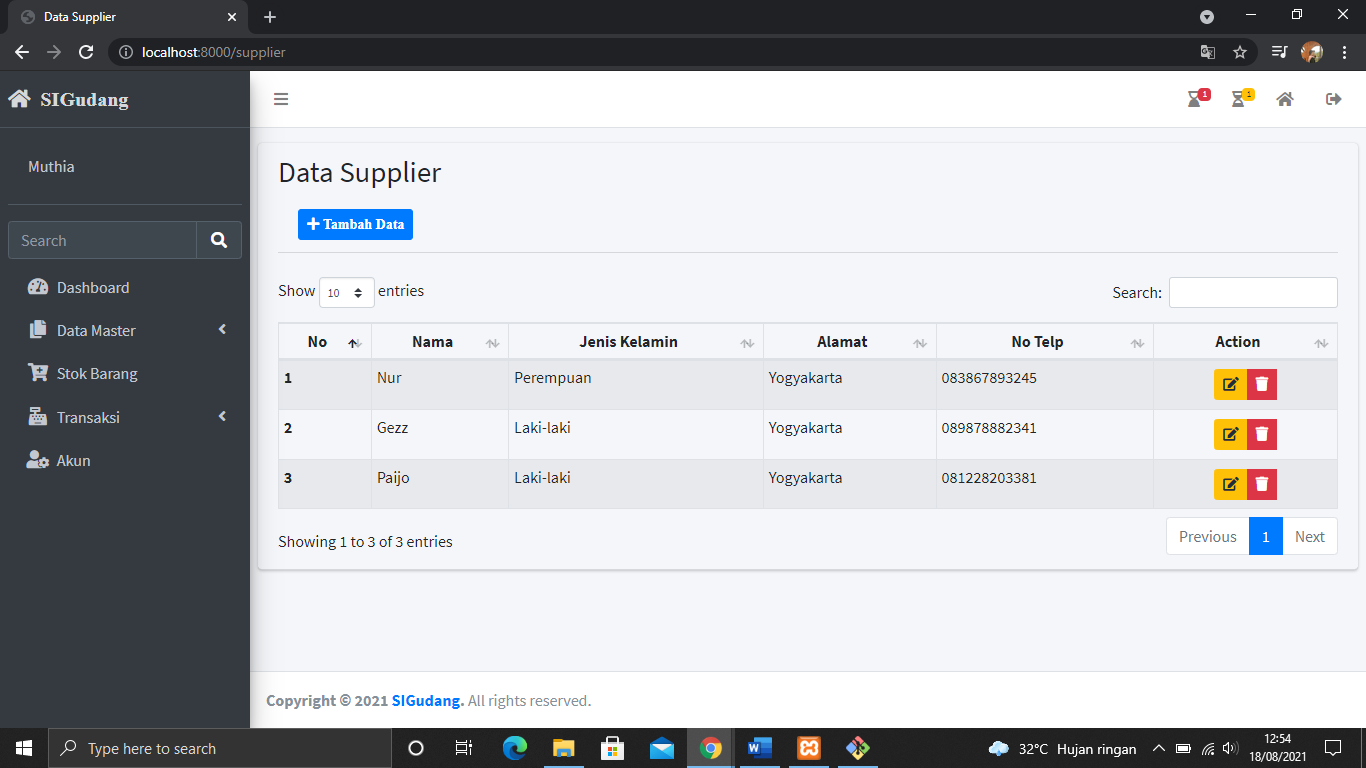 Data Supplier
localhost:8000/supplier
SIGudang
1 1
Muthia
Data Supplier
Tambah Data
Search
Dashboard
Data Master
Stok Barang
Transaksi
Akun
Show 10 entries
Search:
No Nama Jenis Kelamin Alamat No Telp Action
1 Nur Perempuan Yogyakarta 083867893245
2 Gezz Laki-laki Yogyakarta 089878882341
3 Paijo Laki-laki Yogyakarta 081228203381
Showing 1 to 3 of 3 entries
Previous 1 Next
Copyright © 2021 SIGudang. All rights reserved.
Type here to search
32°C Hujan ringan
12:54
18/08/2021